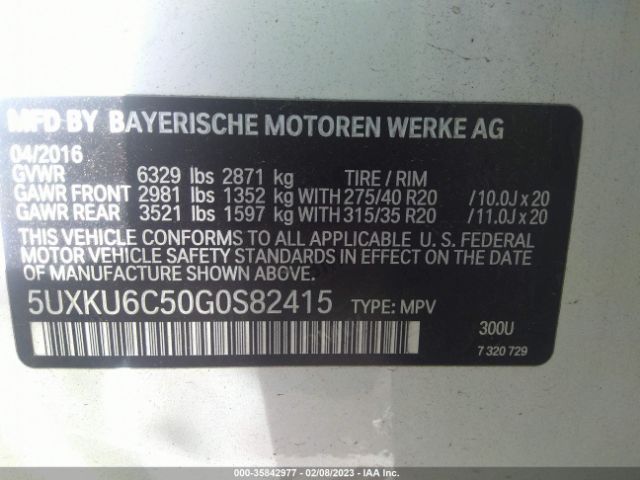 MFD BY BAYERISCHE MOTOREN WERKE AG
04/2016
GVWR 6329 lbs 2871 kg TIRE / RIM
GAWR FRONT 2981 lbs 1352 kg WITH 275/40 R20 / 10.0J x 20
GAWR REAR 3521 lbs 1597 kg WITH 315/35 R20 / 11.0J x 20
THIS VEHICLE CONFORMS TO ALL APPLICABLE U. S. FEDERAL
MOTOR VEHICLE SAFETY STANDARDS IN EFFECT ON THE DATE OF
MANUFACTURE SHOWN ABOVE.
5UXKU6C50G0S82415 TYPE: MPV
300U
7 320 729
000-35842977 - 02/08/2023 - IAA Inc.